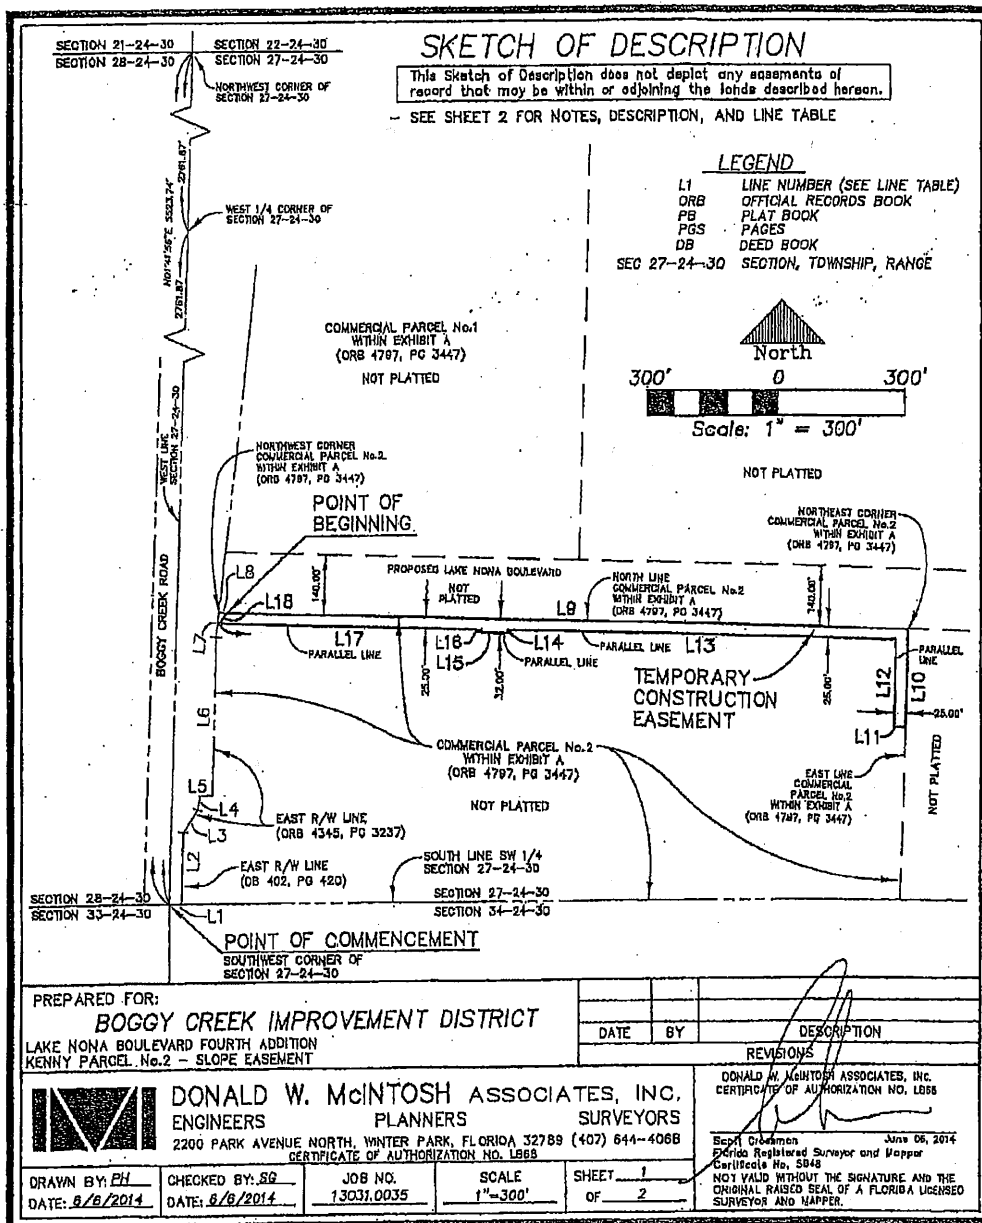 SKETCH OF DESCRIPTION
This Sketch of Description does not depict any easements of
record that may be within or adjoining the lands described hereon.
- SEE SHEET 2 FOR NOTES, DESCRIPTION, AND LINE TABLE
SECTION 21-24-30
SECTION 22-24-30
SECTION 28-24-30
SECTION 27-24-30
NORTHWEST CORNER OF
SECTION 27-24-30
2761.87'
N01°41'56"E 5523.74'
2761.87'
WEST 1/4 CORNER OF
SECTION 27-24-30
LEGEND
L1 LINE NUMBER (SEE LINE TABLE)
ORB OFFICIAL RECORDS BOOK
PB PLAT BOOK
PGS PAGES
DB DEED BOOK
SEC 27-24-30 SECTION, TOWNSHIP, RANGE
North
300' 0 300'
Scale: 1" = 300'
COMMERCIAL PARCEL No.1
WITHIN EXHIBIT A
(ORB 4797, PG 3447)
NOT PLATTED
NOT PLATTED
WEST LINE
SECTION 27-24-30
BOGGY CREEK ROAD
NORTHWEST CORNER
COMMERCIAL PARCEL No.2
WITHIN EXHIBIT A
(ORB 4797, PG 3447)
POINT OF
BEGINNING
NORTHEAST CORNER
COMMERCIAL PARCEL No.2
WITHIN EXHIBIT A
(ORB 4797, PG 3447)
L8
L18
L7
140.00'
PROPOSED LAKE NONA BOULEVARD
NOT
PLATTED
NORTH LINE
COMMERCIAL PARCEL No.2
WITHIN EXHIBIT A
(ORB 4797, PG 3447)
L9
140.00'
L17
PARALLEL LINE
25.00'
L16
L15
L14
32.00'
PARALLEL LINE
PARALLEL LINE
L13
TEMPORARY
CONSTRUCTION
EASEMENT
25.00'
PARALLEL
LINE
L12
L10
25.00'
L11
L6
COMMERCIAL PARCEL No.2
WITHIN EXHIBIT A
(ORB 4797, PG 3447)
NOT PLATTED
EAST LINE
COMMERCIAL
PARCEL No.2
WITHIN EXHIBIT A
(ORB 4797, PG 3447)
NOT PLATTED
L5
L4
L3
L2
EAST R/W LINE
(ORB 4345, PG 3237)
EAST R/W LINE
(DB 402, PG 420)
SOUTH LINE SW 1/4
SECTION 27-24-30
SECTION 28-24-30
SECTION 27-24-30
SECTION 33-24-30
L1
SECTION 34-24-30
POINT OF COMMENCEMENT
SOUTHWEST CORNER OF
SECTION 27-24-30
PREPARED FOR:
BOGGY CREEK IMPROVEMENT DISTRICT
LAKE NONA BOULEVARD FOURTH ADDITION
KENNY PARCEL No.2 - SLOPE EASEMENT
DATE BY DESCRIPTION
REVISIONS
DONALD W. McINTOSH ASSOCIATES, INC.
ENGINEERS PLANNERS SURVEYORS
2200 PARK AVENUE NORTH, WINTER PARK, FLORIDA 32789 (407) 644-4068
CERTIFICATE OF AUTHORIZATION NO. LB68
DONALD W. McINTOSH ASSOCIATES, INC.
CERTIFICATE OF AUTHORIZATION NO. LB68
Scott Grossman June 06, 2014
Florida Registered Surveyor and Mapper
Certificate No. 5048
NOT VALID WITHOUT THE SIGNATURE AND THE
ORIGINAL RAISED SEAL OF A FLORIDA LICENSED
SURVEYOR AND MAPPER.
DRAWN BY: PH
DATE: 6/6/2014
CHECKED BY: SG
DATE: 6/6/2014
JOB NO.
13031.0035
SCALE
1"=300'
SHEET 1
OF 2